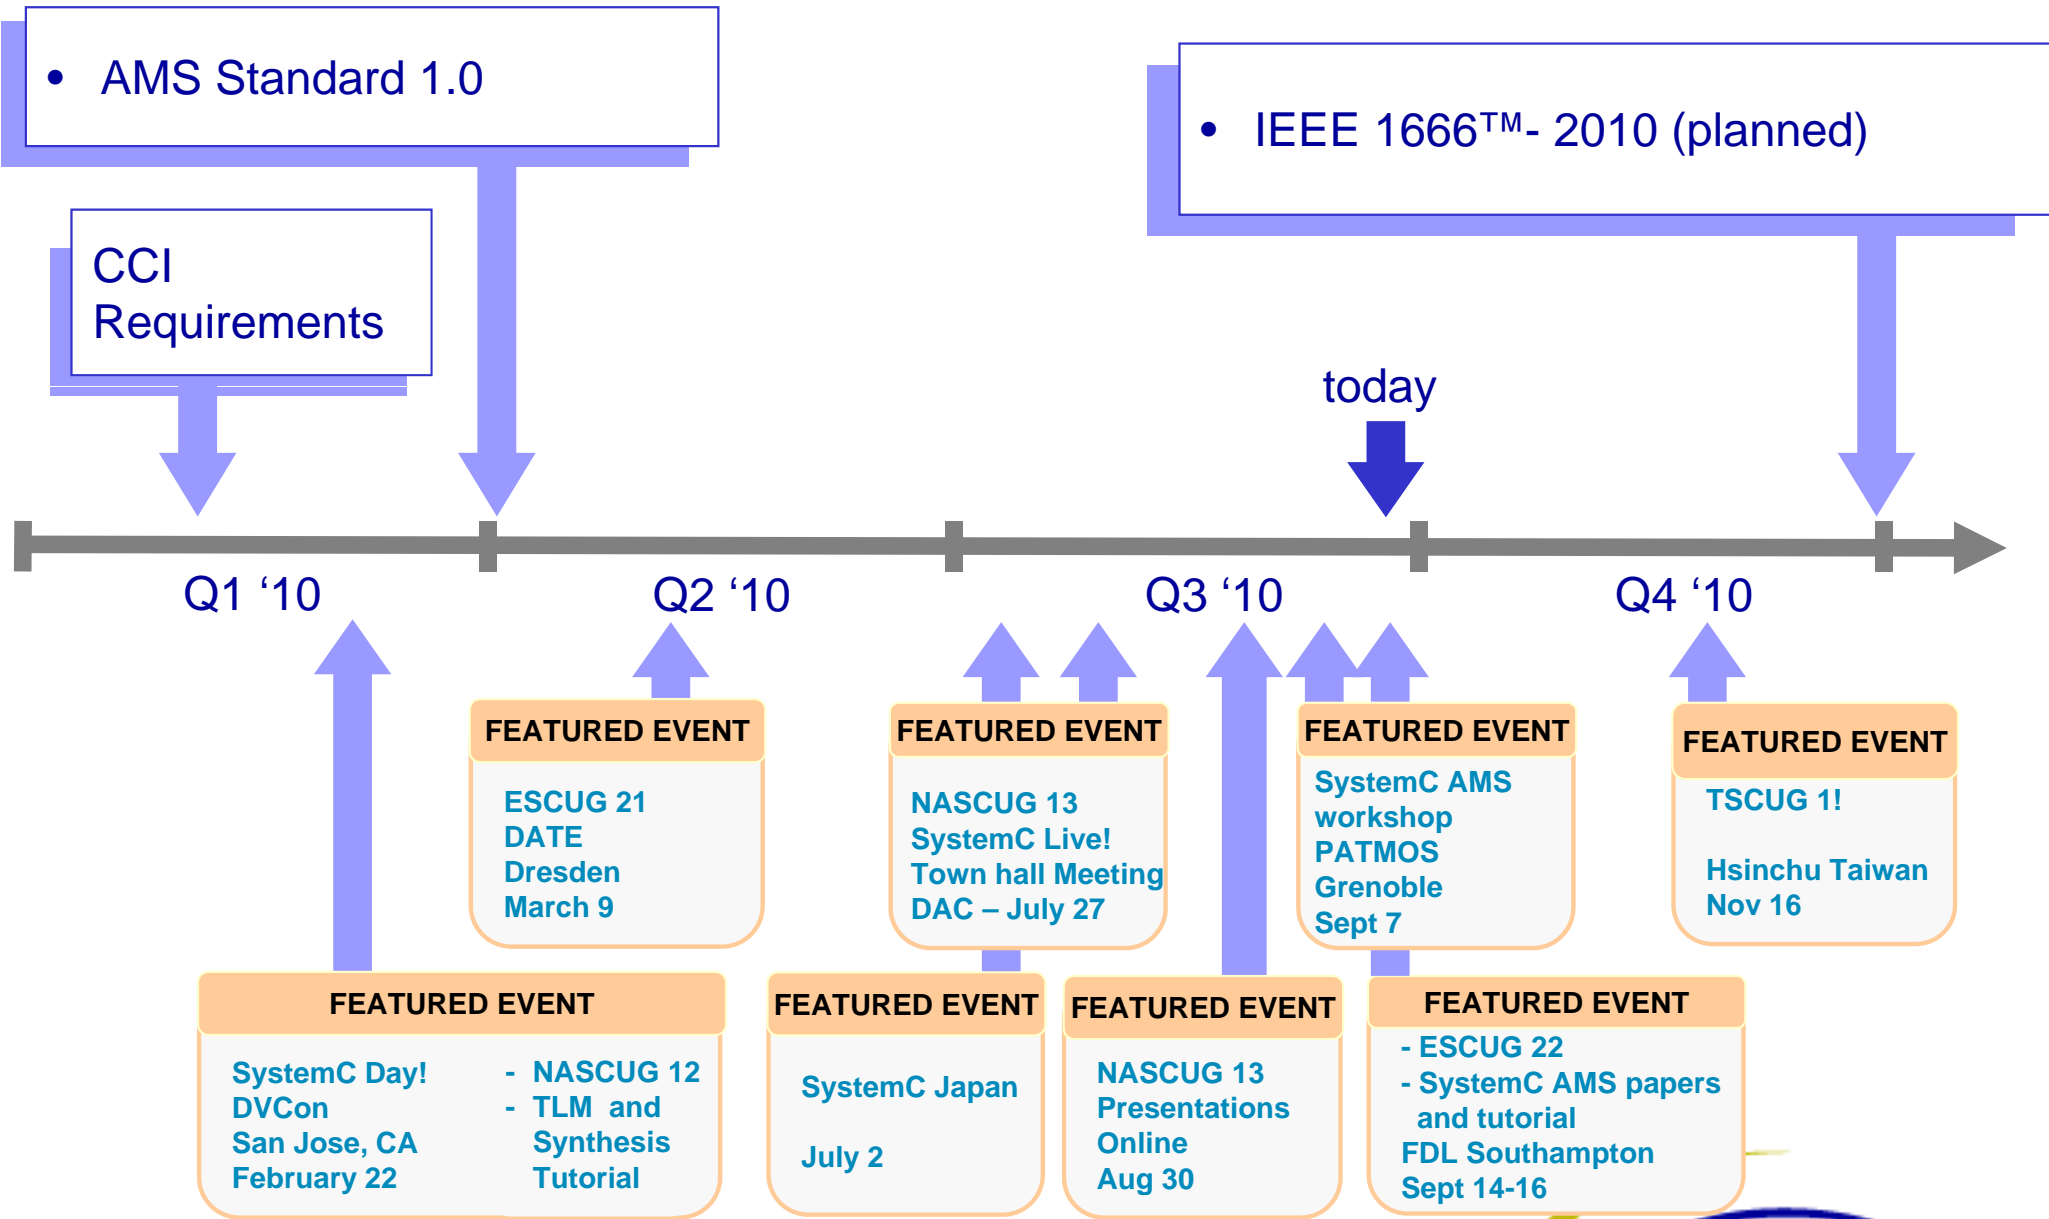 • AMS Standard 1.0
• IEEE 1666™- 2010 (planned)
CCI
Requirements
today
Q1 ‘10
Q2 ‘10
Q3 ‘10
Q4 ‘10
FEATURED EVENT
ESCUG 21
DATE
Dresden
March 9
FEATURED EVENT
NASCUG 13
SystemC Live!
Town hall Meeting
DAC – July 27
FEATURED EVENT
SystemC AMS
workshop
PATMOS
Grenoble
Sept 7
FEATURED EVENT
TSCUG 1!
Hsinchu Taiwan
Nov 16
FEATURED EVENT
SystemC Day!
DVCon
San Jose, CA
February 22
- NASCUG 12
- TLM and
Synthesis
Tutorial
FEATURED EVENT
SystemC Japan
July 2
FEATURED EVENT
NASCUG 13
Presentations
Online
Aug 30
FEATURED EVENT
- ESCUG 22
- SystemC AMS papers
and tutorial
FDL Southampton
Sept 14-16